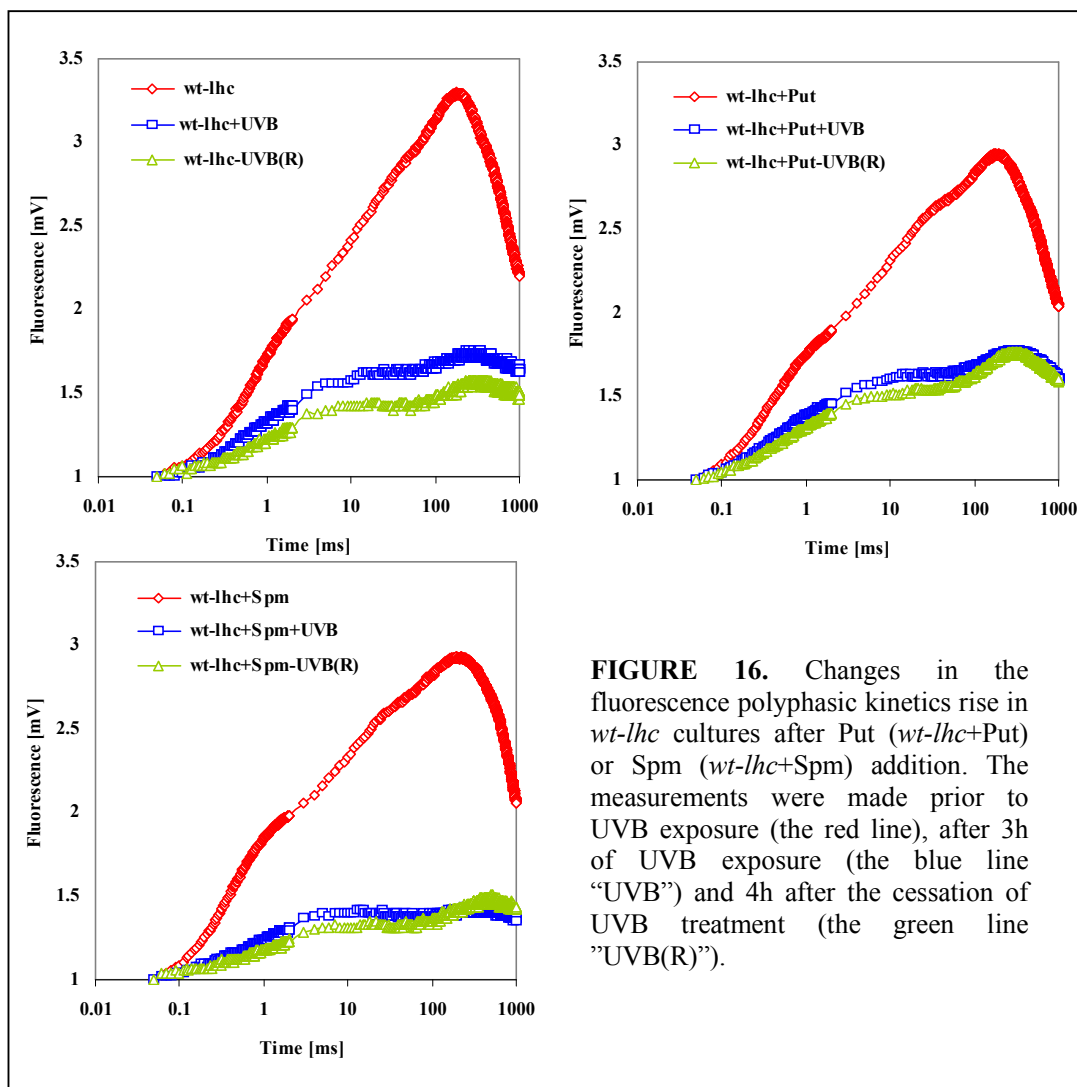 3.5
3
2.5
2
1.5
1
Fluorescence [mV]
wt-lhc
wt-lhc+UVB
wt-lhc-UVB(R)
0.01 0.1 1 10 100 1000
Time [ms]
3.5
3
2.5
2
1.5
1
Fluorescence [mV]
wt-lhc+Put
wt-lhc+Put+UVB
wt-lhc+Put-UVB(R)
0.01 0.1 1 10 100 1000
Time [ms]
3.5
3
2.5
2
1.5
1
Fluorescence [mV]
wt-lhc+Spm
wt-lhc+Spm+UVB
wt-lhc+Spm-UVB(R)
0.01 0.1 1 10 100 1000
Time [ms]
FIGURE 16. Changes in the
fluorescence polyphasic kinetics rise in
wt-lhc cultures after Put (wt-lhc+Put)
or Spm (wt-lhc+Spm) addition. The
measurements were made prior to
UVB exposure (the red line), after 3h
of UVB exposure (the blue line
“UVB”) and 4h after the cessation of
UVB treatment (the green line
”UVB(R)”).